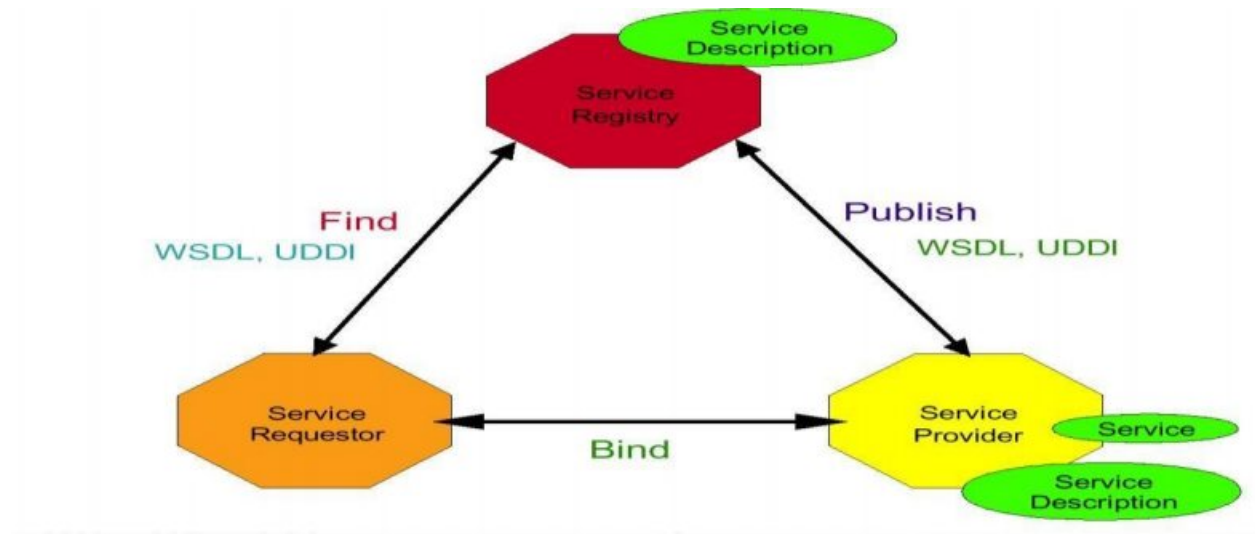 Service
Description
Service
Registry
Find
WSDL, UDDI
Publish
WSDL, UDDI
Service
Requestor
Bind
Service
Provider
Service
Service
Description